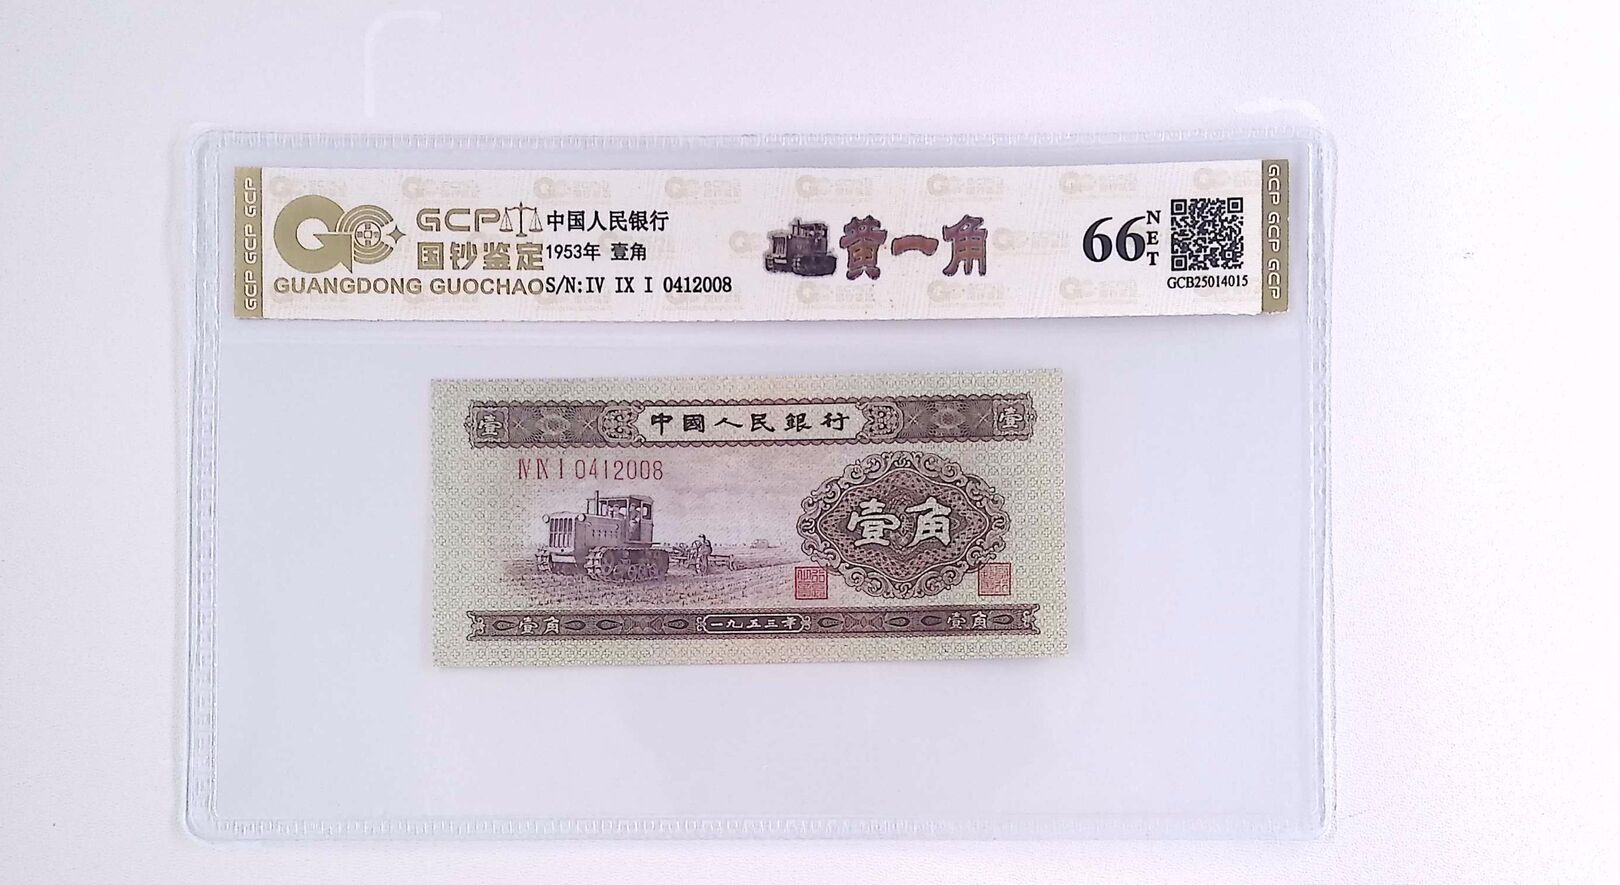 GCP GCP GCP
GCP 中国人民银行
国钞鉴定 1953年 壹角
GUANGDONG GUOCHAO S/N:IV IX I 0412008
黄一角
66 NET
GCB25014015
GCP GCP GCP
壹 中國人民銀行 壹
IV IX I 0412008
壹角
壹角 一九五三年 壹角